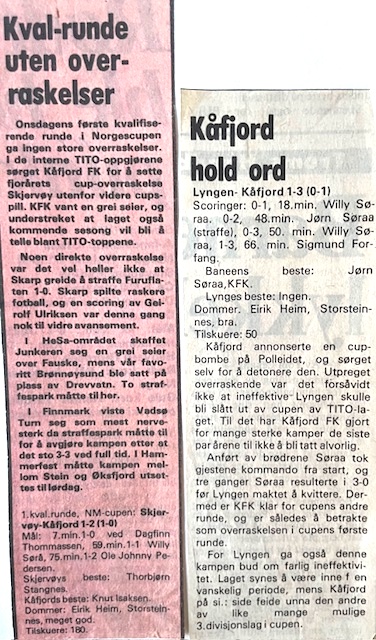 Kval-runde
uten over-
raskelser
Onsdagens første kvalifise-
rende runde i Norgescupen
ga ingen store overraskelser.
I de interne TITO-oppgjørene
sørget Kåfjord FK for å sette
fjorårets cup-overraskelse
Skjervøy utenfor videre cups-
pill. KFK vant en grei seier, og
understreket at laget også
kommende sesong vil bli å
telle blant TITO-toppene.
Noen direkte overraskelse
var det vel heller ikke at
Skarp greide å straffe Furuflaten
1-0. Skarp spilte raskere
fotball, og en scoring av Gei-
rolf Ulriksen var denne gang
nok til vidre avansement.
I HeSa-området skaffet
Junkeren seg en grei seier
over Fauske, mens vår favo-
ritt Brønnøysund ble satt på
plass av Drevvatn. To straf-
fespark måtte til her.
I Finnmark viste Vadsø
Turn seg som mest nerve-
sterk da straffespark måtte til
for å avgjøre kampen etter at
det sto 3-3 ved full tid. I Ham-
merfest måtte kampen mel-
lom Stein og Øksfjord utset-
tes til lørdag.
1.kval.runde, NM-cupen: Skjer-
vøy-Kåfjord 1-2 (1-0)
Mål: 7.min.1-0 ved Dagfinn
Thommassen, 59.min.1-1 Willy
Søra, 75.min.1-2 Ole Johnny Pe-
dersen.
Skjervøys beste: Thorbjørn
Stangnes.
Kåfjords beste: Knut Isaksen.
Dommer: Eirik Heim, Storstein-
nes, meget god.
Tilskuere: 180.
Kåfjord
hold ord
Lyngen- Kåfjord 1-3 (0-1)
Scoringer: 0-1, 18.min. Willy Sø-
raa. 0-2, 48.min. Jørn Søraa
(straffe), 0-3, 50. min. Willy Sø-
raa, 1-3, 66. min. Sigmund For-
fang.
Baneens beste: Jørn
Søraa,KFK.
Lynges beste: Ingen.
Dommer. Eirik Heim, Storstein-
nes, bra.
Tilskuere: 50
Kåfjord annonserte en cup-
bombe på Polleidet, og sørget
selv for å detonere den. Utpreget
overraskende var det forsåvidt
ikke at ineffektive Lyngen skulle
bli slått ut av cupen av TITO-la-
get. Til det har Kåfjord FK gjort
for mange sterke kamper de siste
par årene til ikke å bli tatt alvorlig.
Anført av brødrene Søraa tok
gjestene kommando fra start, og
tre ganger Søraa resulterte i 3-0
før Lyngen maktet å kvittere. Der-
med er KFK klar for cupens andre
runde, og er således å betrakte
som overraskelsen i cupens første
runde.
For Lyngen ga også denne
kampen bud om farlig ineffekti-
vitet. Laget synes å være inne i en
vanskelig periode, mens Kåfjord
på si.: side feide unna den andre
av like mange mulige
3.divisjonslag i cupen.